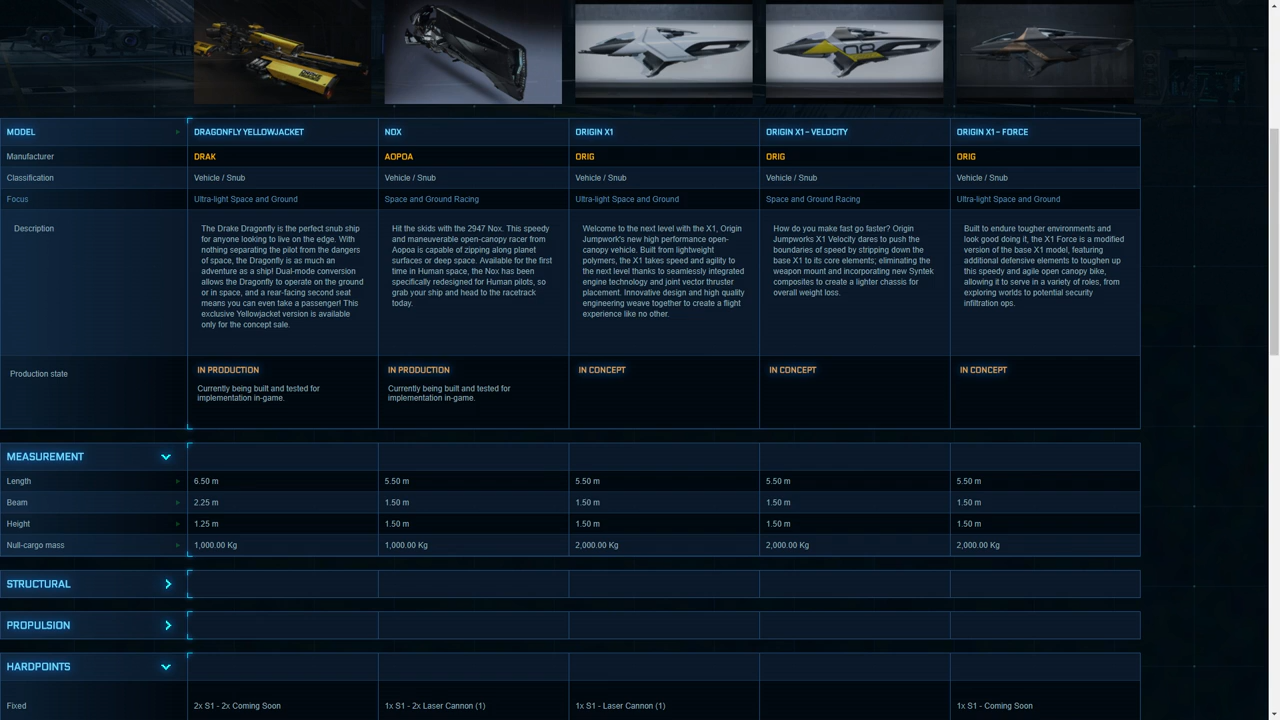 08
MODEL
DRAGONFLY YELLOWJACKET
NOX
ORIGIN X1
ORIGIN X1 - VELOCITY
ORIGIN X1 - FORCE
Manufacturer
DRAK
AOPOA
ORIG
ORIG
ORIG
Classification
Vehicle / Snub
Vehicle / Snub
Vehicle / Snub
Vehicle / Snub
Vehicle / Snub
Focus
Ultra-light Space and Ground
Space and Ground Racing
Ultra-light Space and Ground
Space and Ground Racing
Ultra-light Space and Ground
Description
The Drake Dragonfly is the perfect snub ship
for anyone looking to live on the edge. With
nothing separating the pilot from the dangers
of space, the Dragonfly is as much an
adventure as a ship! Dual-mode conversion
allows the Dragonfly to operate on the ground
or in space, and a rear-facing second seat
means you can even take a passenger! This
exclusive Yellowjacket version is available
only for the concept sale.
Hit the skids with the 2947 Nox. This speedy
and maneuverable open-canopy racer from
Aopoa is capable of zipping along planet
surfaces or deep space. Available for the first
time in Human space, the Nox has been
specifically redesigned for Human pilots, so
grab your ship and head to the racetrack
today.
Welcome to the next level with the X1, Origin
Jumpwork's new high performance open-
canopy vehicle. Built from lightweight
polymers, the X1 takes speed and agility to
the next level thanks to seamlessly integrated
engine technology and joint vector thruster
placement. Innovative design and high quality
engineering weave together to create a flight
experience like no other.
How do you make fast go faster? Origin
Jumpworks X1 Velocity dares to push the
boundaries of speed by stripping down the
base X1 to its core elements; eliminating the
weapon mount and incorporating new Syntek
composites to create a lighter chassis for
overall weight loss.
Built to endure tougher environments and
look good doing it, the X1 Force is a modified
version of the base X1 model, featuring
additional defensive elements to toughen up
this speedy and agile open canopy bike,
allowing it to serve in a variety of roles, from
exploring worlds to potential security
infiltration ops.
Production state
IN PRODUCTION
Currently being built and tested for
implementation in-game.
IN PRODUCTION
Currently being built and tested for
implementation in-game.
IN CONCEPT
IN CONCEPT
IN CONCEPT
MEASUREMENT
Length
6.50 m
5.50 m
5.50 m
5.50 m
5.50 m
Beam
2.25 m
1.50 m
1.50 m
1.50 m
1.50 m
Height
1.25 m
1.50 m
1.50 m
1.50 m
1.50 m
Null-cargo mass
1,000.00 Kg
1,000.00 Kg
2,000.00 Kg
2,000.00 Kg
2,000.00 Kg
STRUCTURAL
PROPULSION
HARDPOINTS
Fixed
2x S1 - 2x Coming Soon
1x S1 - 2x Laser Cannon (1)
1x S1 - Laser Cannon (1)
1x S1 - Coming Soon